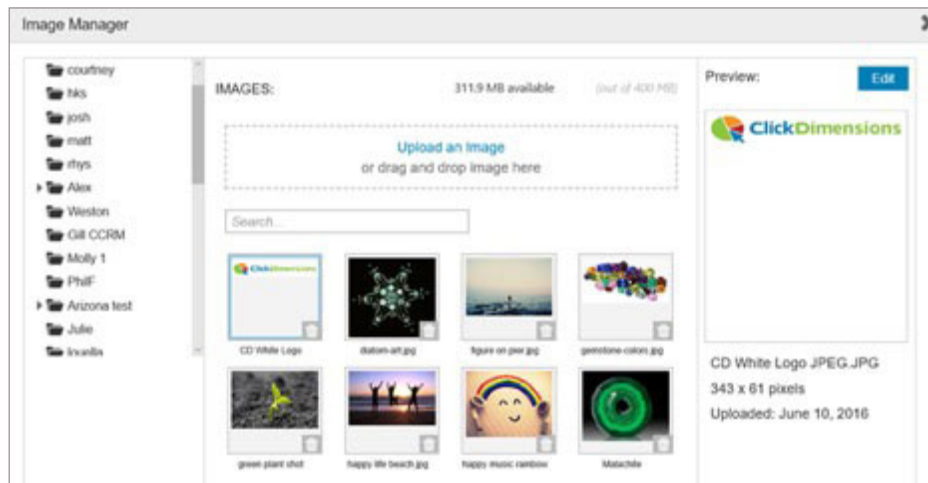 Image Manager
courtney
hks
josh
matt
rhys
Alex
Weston
Gill CCRM
Molly 1
PhilF
Arizona test
Julie
IMAGES:
311.9 MB available
(out of 400 MB)
Upload an Image
or drag and drop image here
Search...
ClickDimensions
CD White Logo
diatom-art.jpg
figure on pier.jpg
gemstone-colors.jpg
green plant shot
happy life beach.jpg
happy music rainbow
Malachite
Preview:
Edit
ClickDimensions
CD White Logo JPEG.JPG
343 x 61 pixels
Uploaded: June 10, 2016